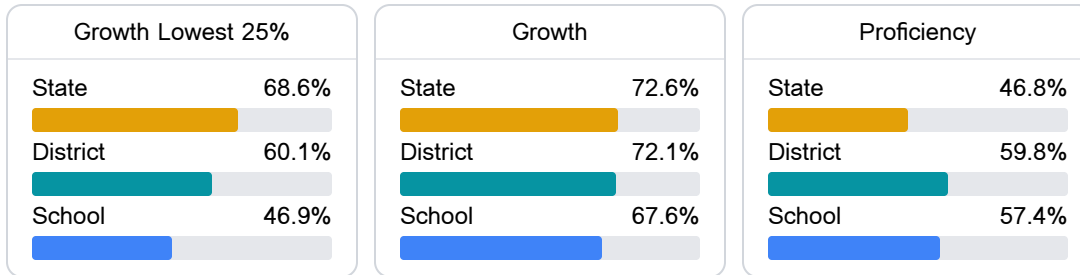 Growth Lowest 25%
State 68.6%
District 60.1%
School 46.9%
Growth
State 72.6%
District 72.1%
School 67.6%
Proficiency
State 46.8%
District 59.8%
School 57.4%